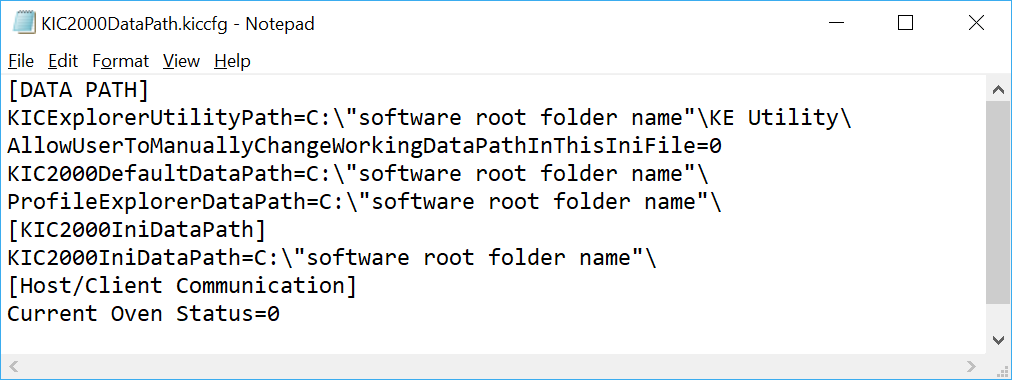 KIC2000DataPath.kiccfg - Notepad
File Edit Format View Help
[DATA PATH]
KICExplorerUtilityPath=C:\"software root folder name"\KE Utility\
AllowUserToManuallyChangeWorkingDataPathInThisIniFile=0
KIC2000DefaultDataPath=C:\"software root folder name"\
ProfileExplorerDataPath=C:\"software root folder name"\
[KIC2000IniDataPath]
KIC2000IniDataPath=C:\"software root folder name"\
[Host/Client Communication]
Current Oven Status=0